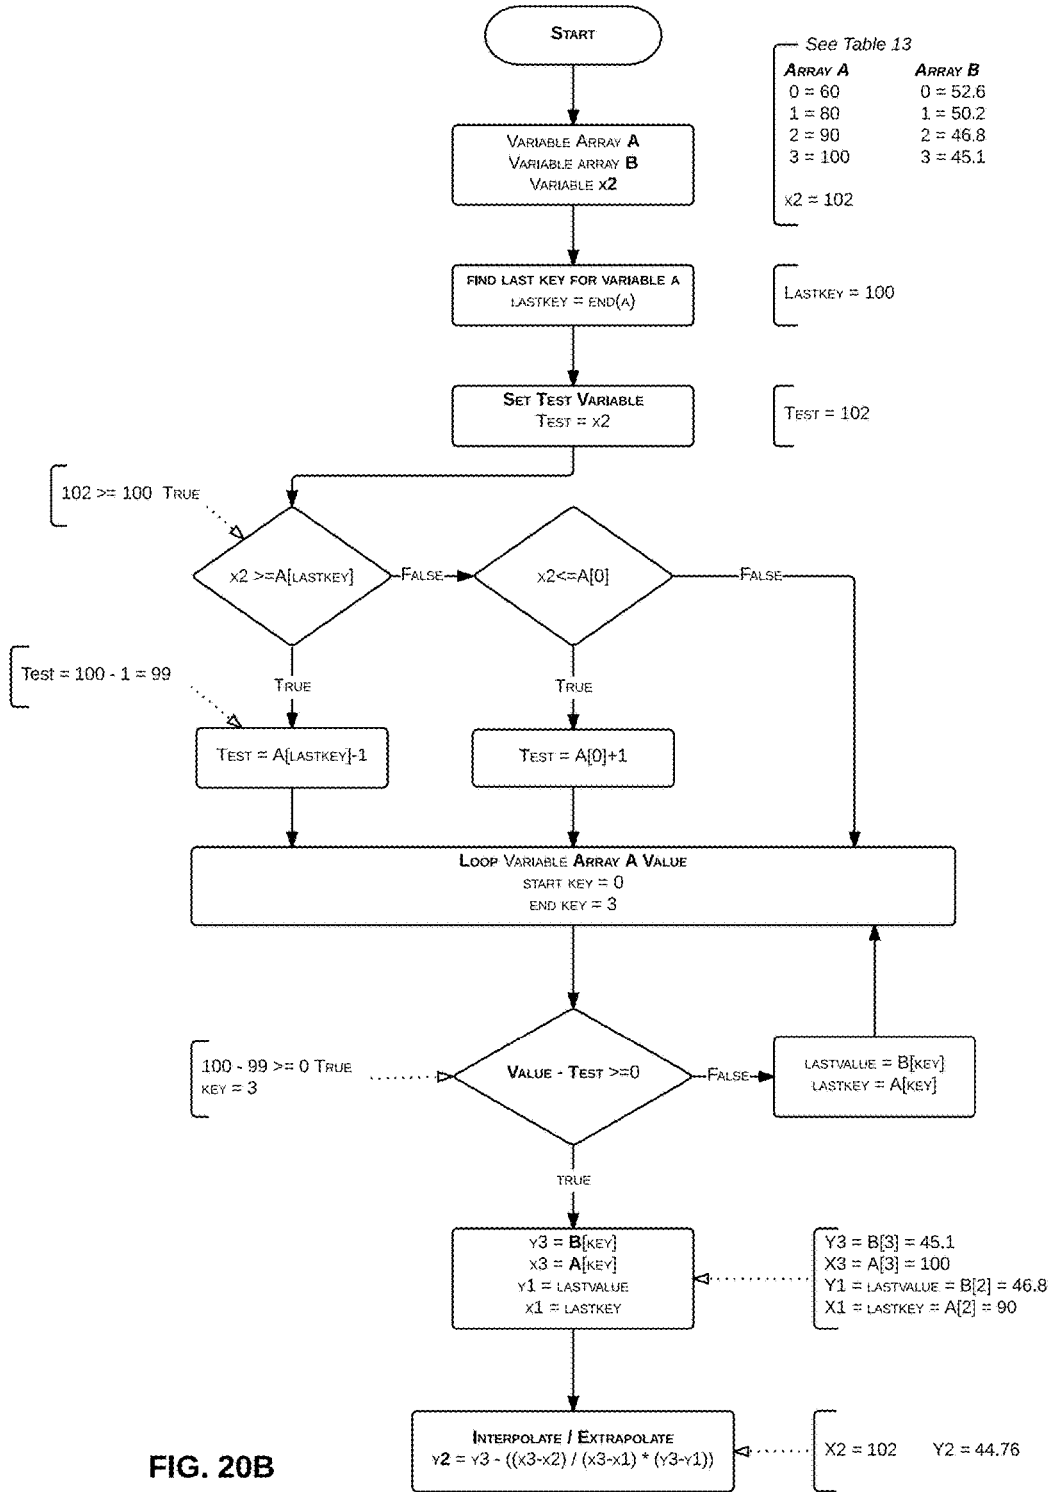 START
See Table 13
ARRAY A ARRAY B
0 = 60 0 = 52.6
1 = 80 1 = 50.2
2 = 90 2 = 46.8
3 = 100 3 = 45.1
x2 = 102
VARIABLE ARRAY A
VARIABLE ARRAY B
VARIABLE x2
FIND LAST KEY FOR VARIABLE A
LASTKEY = END(A)
LASTKEY = 100
SET TEST VARIABLE
TEST = x2
TEST = 102
102 >= 100 TRUE
x2 >=A[LASTKEY]
FALSE
x2<=A[0]
FALSE
Test = 100 - 1 = 99
TRUE
TRUE
TEST = A[LASTKEY]-1
TEST = A[0]+1
LOOP VARIABLE ARRAY A VALUE
START KEY = 0
END KEY = 3
100 - 99 >= 0 TRUE
KEY = 3
VALUE - TEST >=0
FALSE
LASTVALUE = B[KEY]
LASTKEY = A[KEY]
TRUE
Y3 = B[KEY]
X3 = A[KEY]
Y1 = LASTVALUE
X1 = LASTKEY
Y3 = B[3] = 45.1
X3 = A[3] = 100
Y1 = LASTVALUE = B[2] = 46.8
X1 = LASTKEY = A[2] = 90
INTERPOLATE / EXTRAPOLATE
Y2 = Y3 - ((X3-X2) / (X3-X1) * (Y3-Y1))
X2 = 102 Y2 = 44.76
FIG. 20B